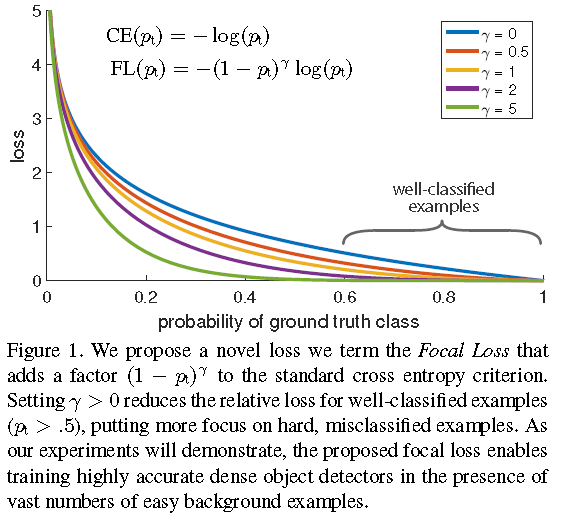 5
4
3
2
1
0
loss
CE(pt) = − log(pt)
FL(pt) = −(1 − pt)γ log(pt)
γ = 0
γ = 0.5
γ = 1
γ = 2
γ = 5
well-classified
examples
0 0.2 0.4 0.6 0.8 1
probability of ground truth class
Figure 1. We propose a novel loss we term the Focal Loss that
adds a factor (1 − pt)γ to the standard cross entropy criterion.
Setting γ > 0 reduces the relative loss for well-classified examples
(pt > .5), putting more focus on hard, misclassified examples. As
our experiments will demonstrate, the proposed focal loss enables
training highly accurate dense object detectors in the presence of
vast numbers of easy background examples.